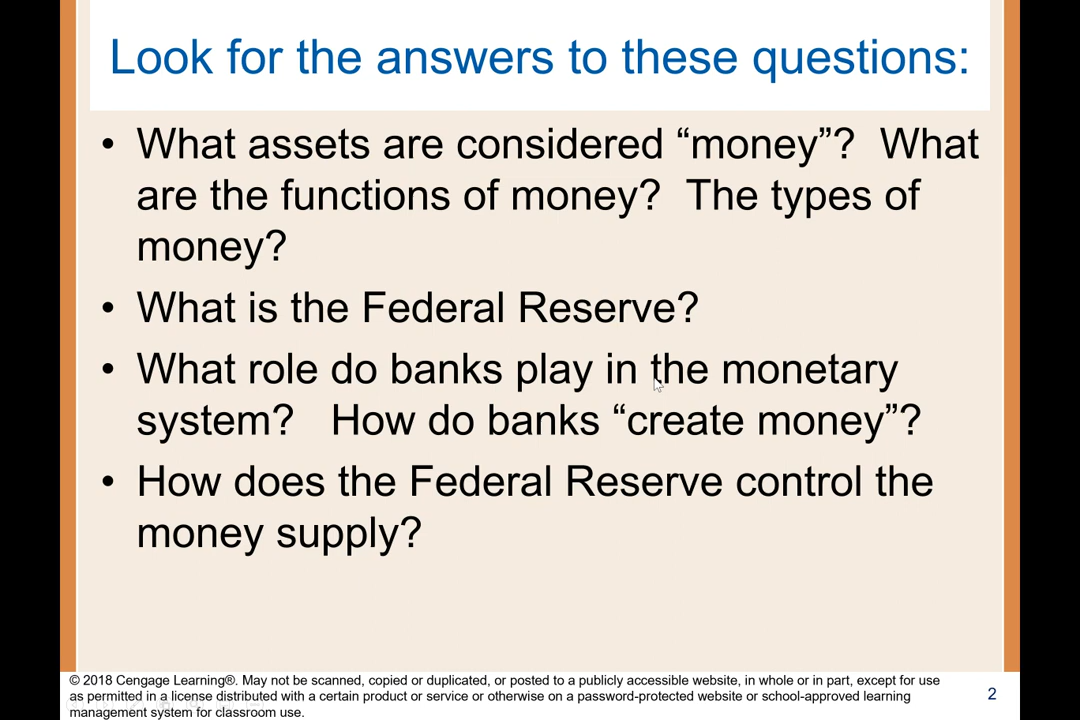 Look for the answers to these questions:
• What assets are considered “money”?  What
are the functions of money?  The types of
money?
• What is the Federal Reserve?
• What role do banks play in the monetary
system?   How do banks “create money”?
• How does the Federal Reserve control the
money supply?
© 2018 Cengage Learning®. May not be scanned, copied or duplicated, or posted to a publicly accessible website, in whole or in part, except for use
as permitted in a license distributed with a certain product or service or otherwise on a password-protected website or school-approved learning
management system for classroom use.
2